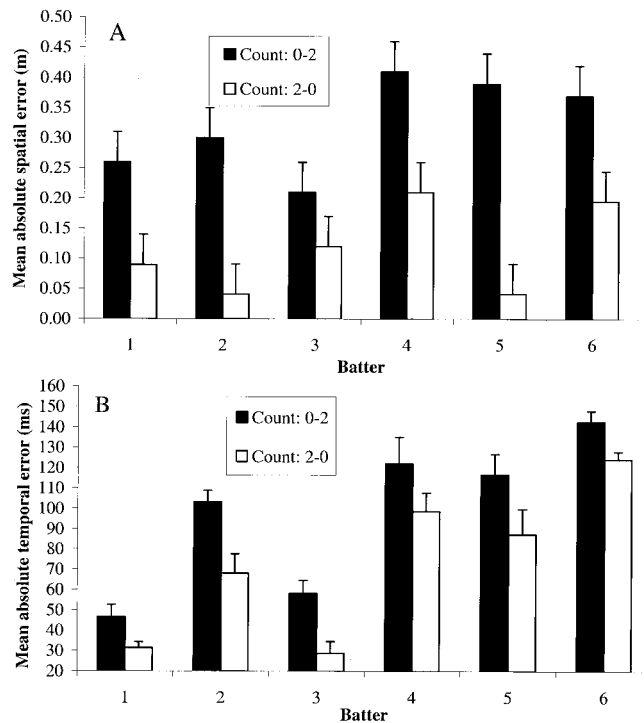 A
Count: 0-2
Count: 2-0
Mean absolute spatial error (m)
0.50
0.45
0.40
0.35
0.30
0.25
0.20
0.15
0.10
0.05
0.00
1 2 3 4 5 6
Batter
B
Count: 0-2
Count: 2-0
Mean absolute temporal error (ms)
160
150
140
130
120
110
100
90
80
70
60
50
40
30
20
1 2 3 4 5 6
Batter